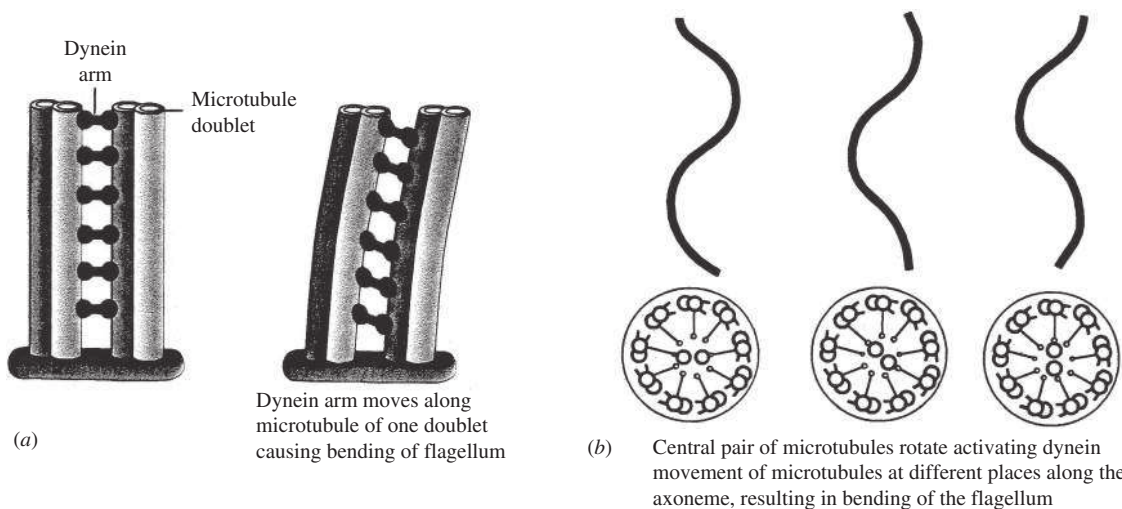 Dynein
arm
Microtubule
doublet
(a)
Dynein arm moves along
microtubule of one doublet
causing bending of flagellum
(b)
Central pair of microtubules rotate activating dynein
movement of microtubules at different places along the
axoneme, resulting in bending of the flagellum